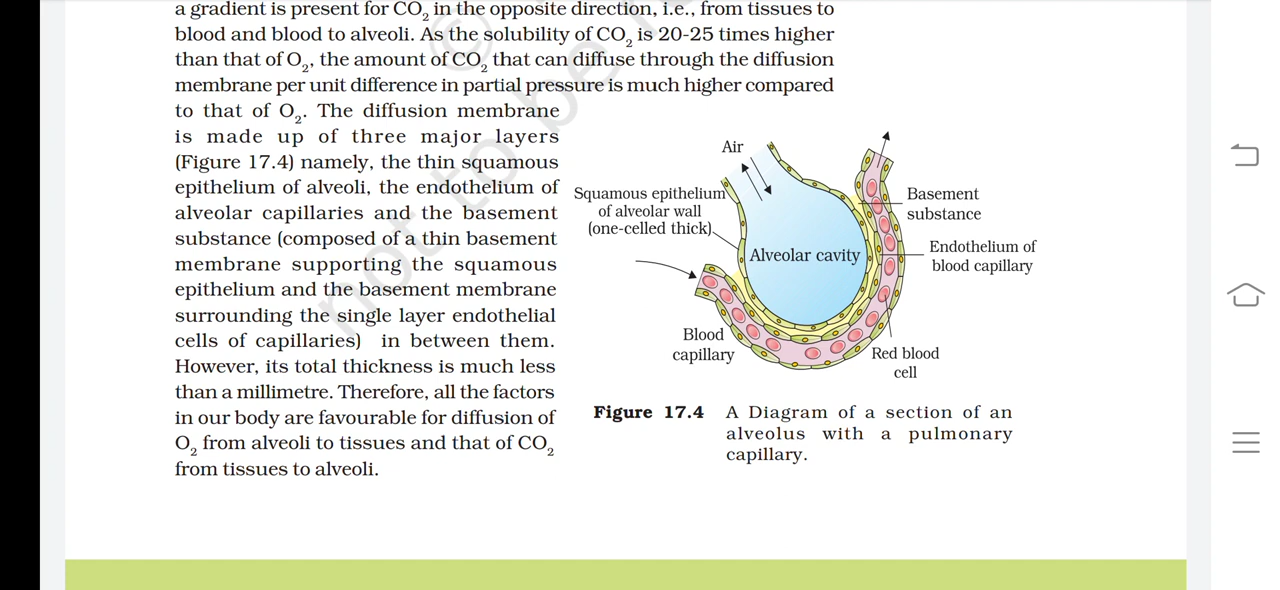 a gradient is present for CO₂ in the opposite direction, i.e., from tissues to
blood and blood to alveoli. As the solubility of CO₂ is 20-25 times higher
than that of O₂, the amount of CO₂ that can diffuse through the diffusion
membrane per unit difference in partial pressure is much higher compared
to that of O₂. The diffusion membrane
is made up of three major layers
(Figure 17.4) namely, the thin squamous
epithelium of alveoli, the endothelium of
alveolar capillaries and the basement
substance (composed of a thin basement
membrane supporting the squamous
epithelium and the basement membrane
surrounding the single layer endothelial
cells of capillaries) in between them.
However, its total thickness is much less
than a millimetre. Therefore, all the factors
in our body are favourable for diffusion of
O₂ from alveoli to tissues and that of CO₂
from tissues to alveoli.
Air
Squamous epithelium
of alveolar wall
(one-celled thick)
Alveolar cavity
Basement
substance
Endothelium of
blood capillary
Blood
capillary
Red blood
cell
Figure 17.4 A Diagram of a section of an
alveolus with a pulmonary
capillary.
© not to be r